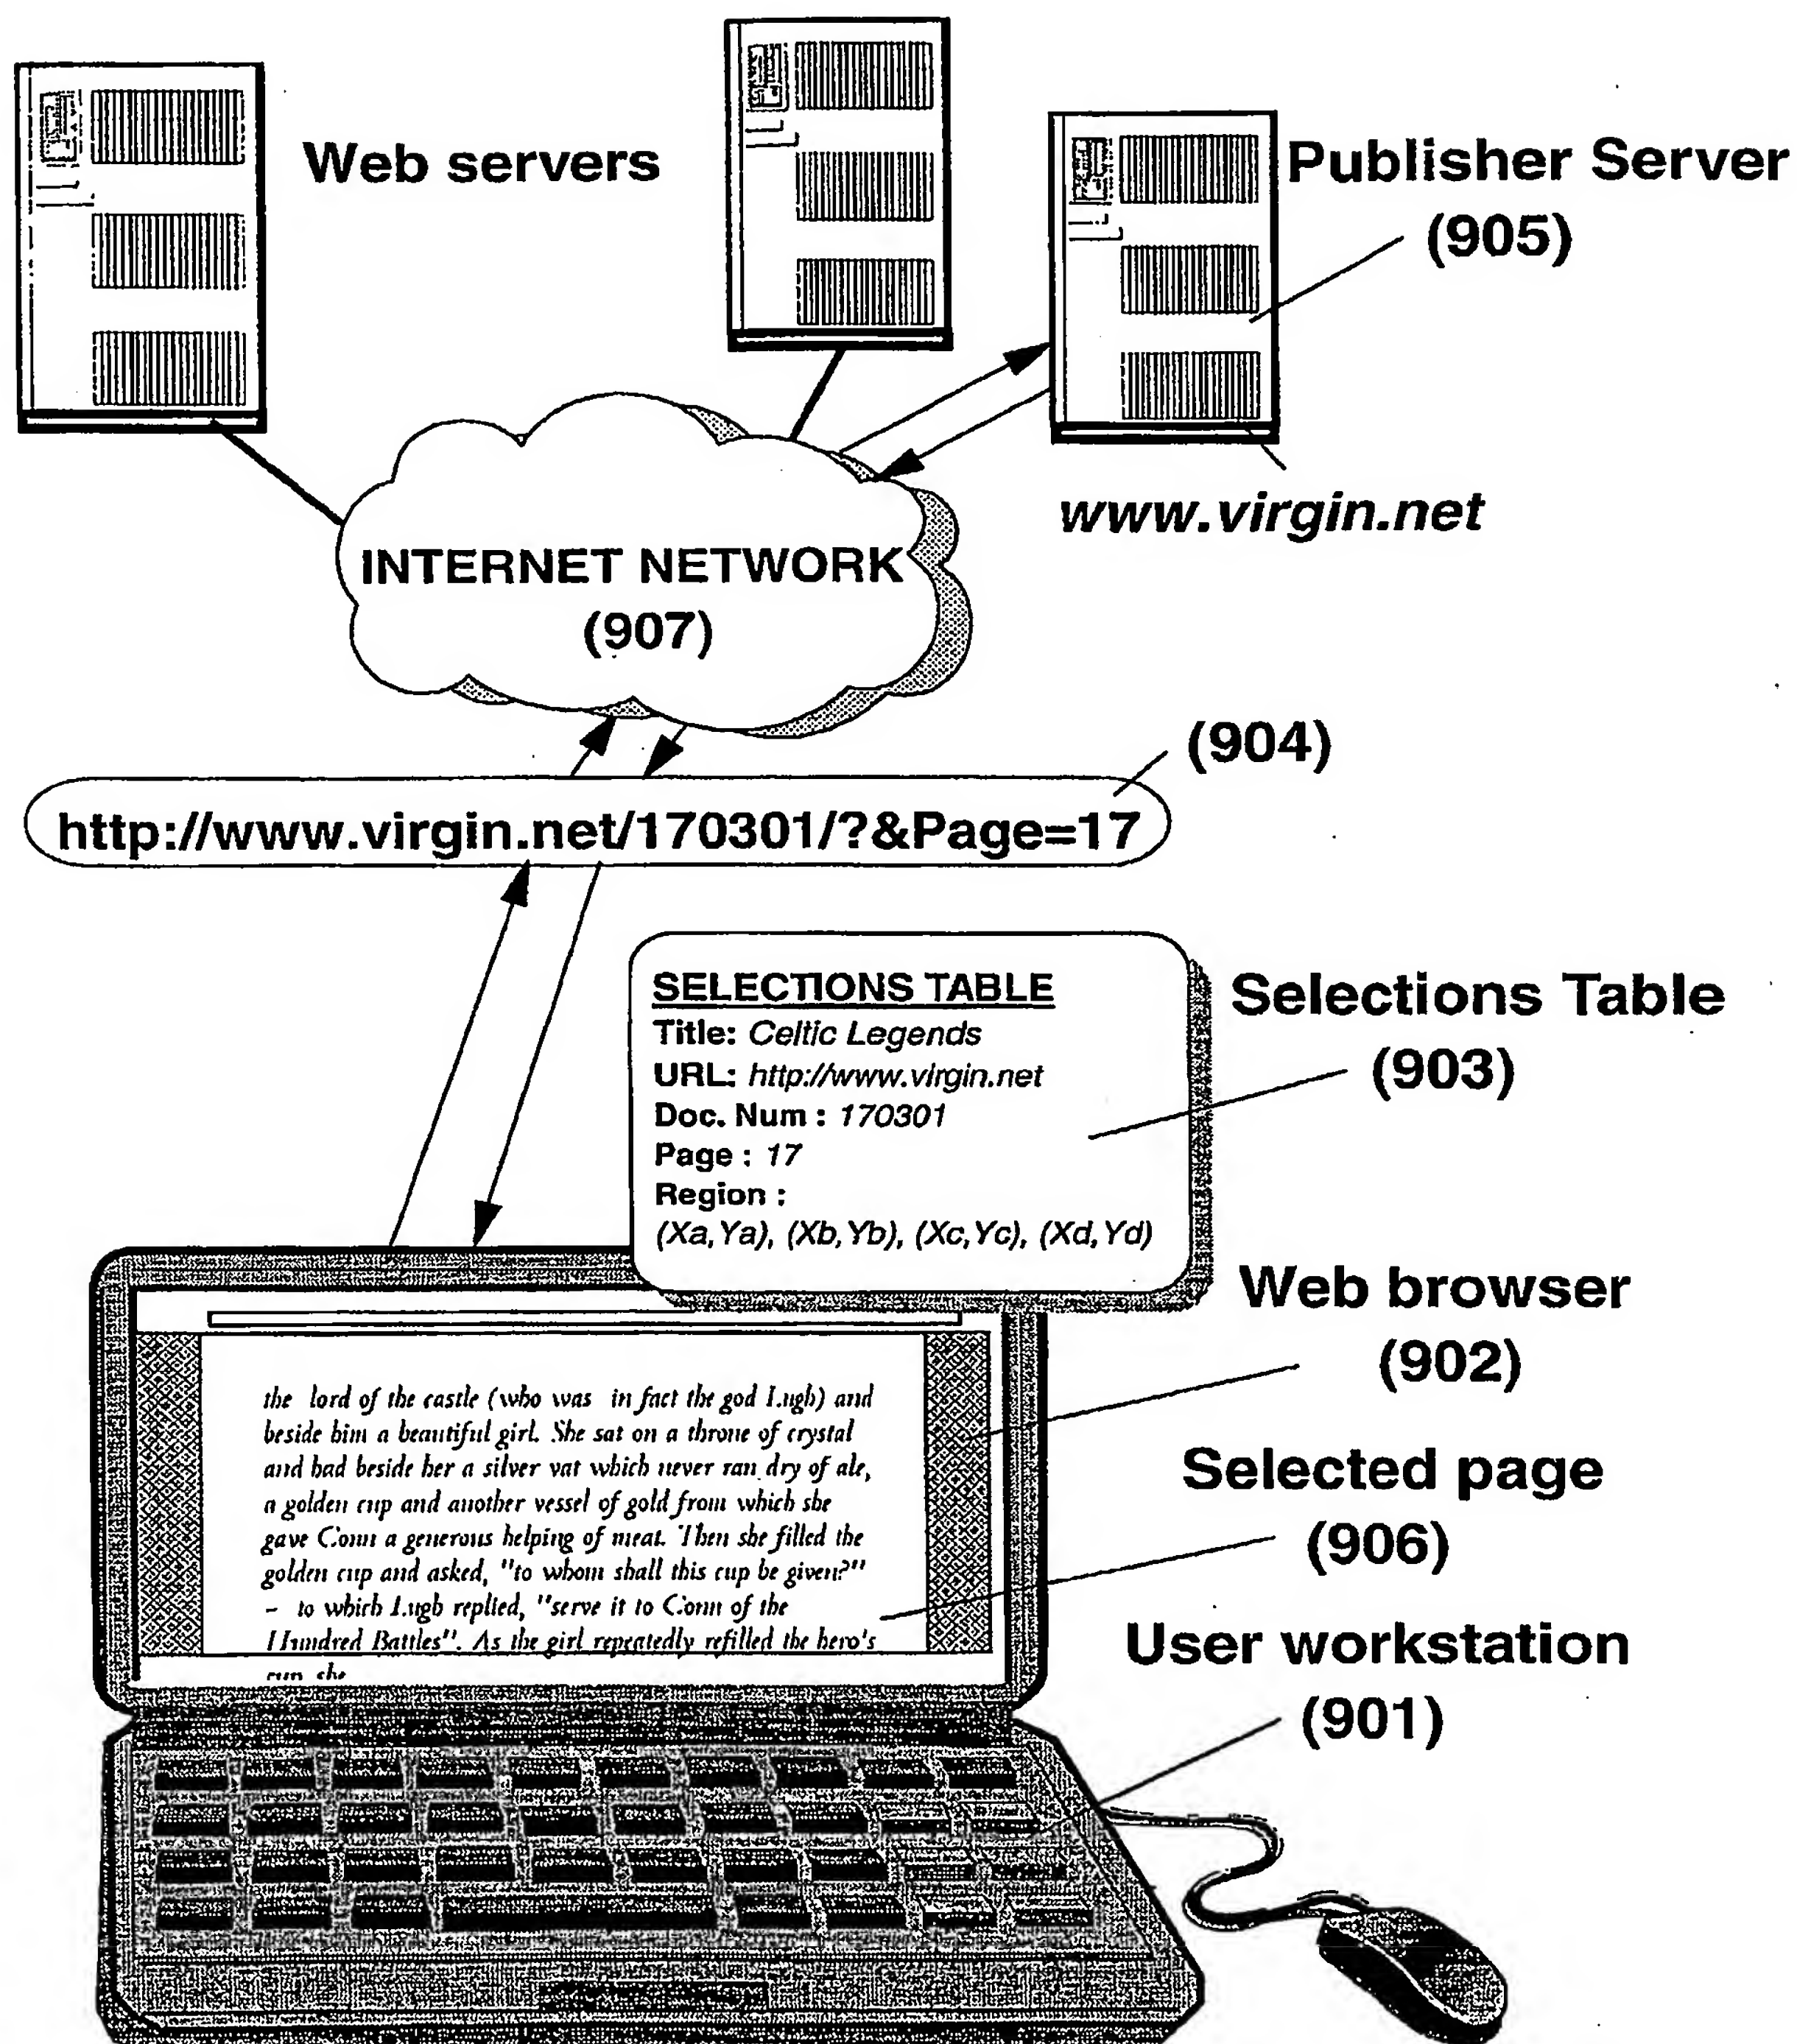 Web servers
Publisher Server
(905)
www.virgin.net
INTERNET NETWORK
(907)
(904)
http://www.virgin.net/170301/?&Page=17
SELECTIONS TABLE
Title: Celtic Legends
URL: http://www.virgin.net
Doc. Num : 170301
Page : 17
Region :
(Xa,Ya), (Xb,Yb), (Xc,Yc), (Xd,Yd)
Selections Table
(903)
Web browser
(902)
Selected page
(906)
User workstation
(901)
the lord of the castle (who was in fact the god Lugh) and
beside him a beautiful girl. She sat on a throne of crystal
and had beside her a silver vat which never ran dry of ale,
a golden cup and another vessel of gold from which she
gave Conn a generous helping of meat. Then she filled the
golden cup and asked, "to whom shall this cup be given?"
- to which Lugh replied, "serve it to Conn of the
Hundred Battles". As the girl repeatedly refilled the hero's
cup, she